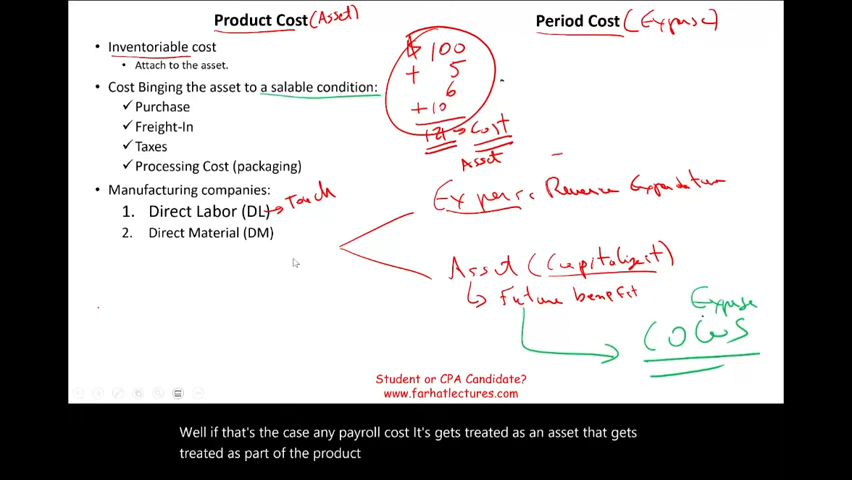 Product Cost (Asset)
Period Cost (Expense)
• Inventoriable cost
• Attach to the asset.
• Cost Binging the asset to a salable condition:
✓ Purchase
✓ Freight-In
✓ Taxes
✓ Processing Cost (packaging)
• Manufacturing companies:
1. Direct Labor (DL) → Touch
2. Direct Material (DM)
$ 100
+ 5
6
+10
121 → Cost
Asset
Expense: Revenue Expenditure
Asset (Capitalized)
Future benefit
Expense
COGS
Student or CPA Candidate?
www.farhatlectures.com
Well if that's the case any payroll cost It's gets treated as an asset that gets
treated as part of the product